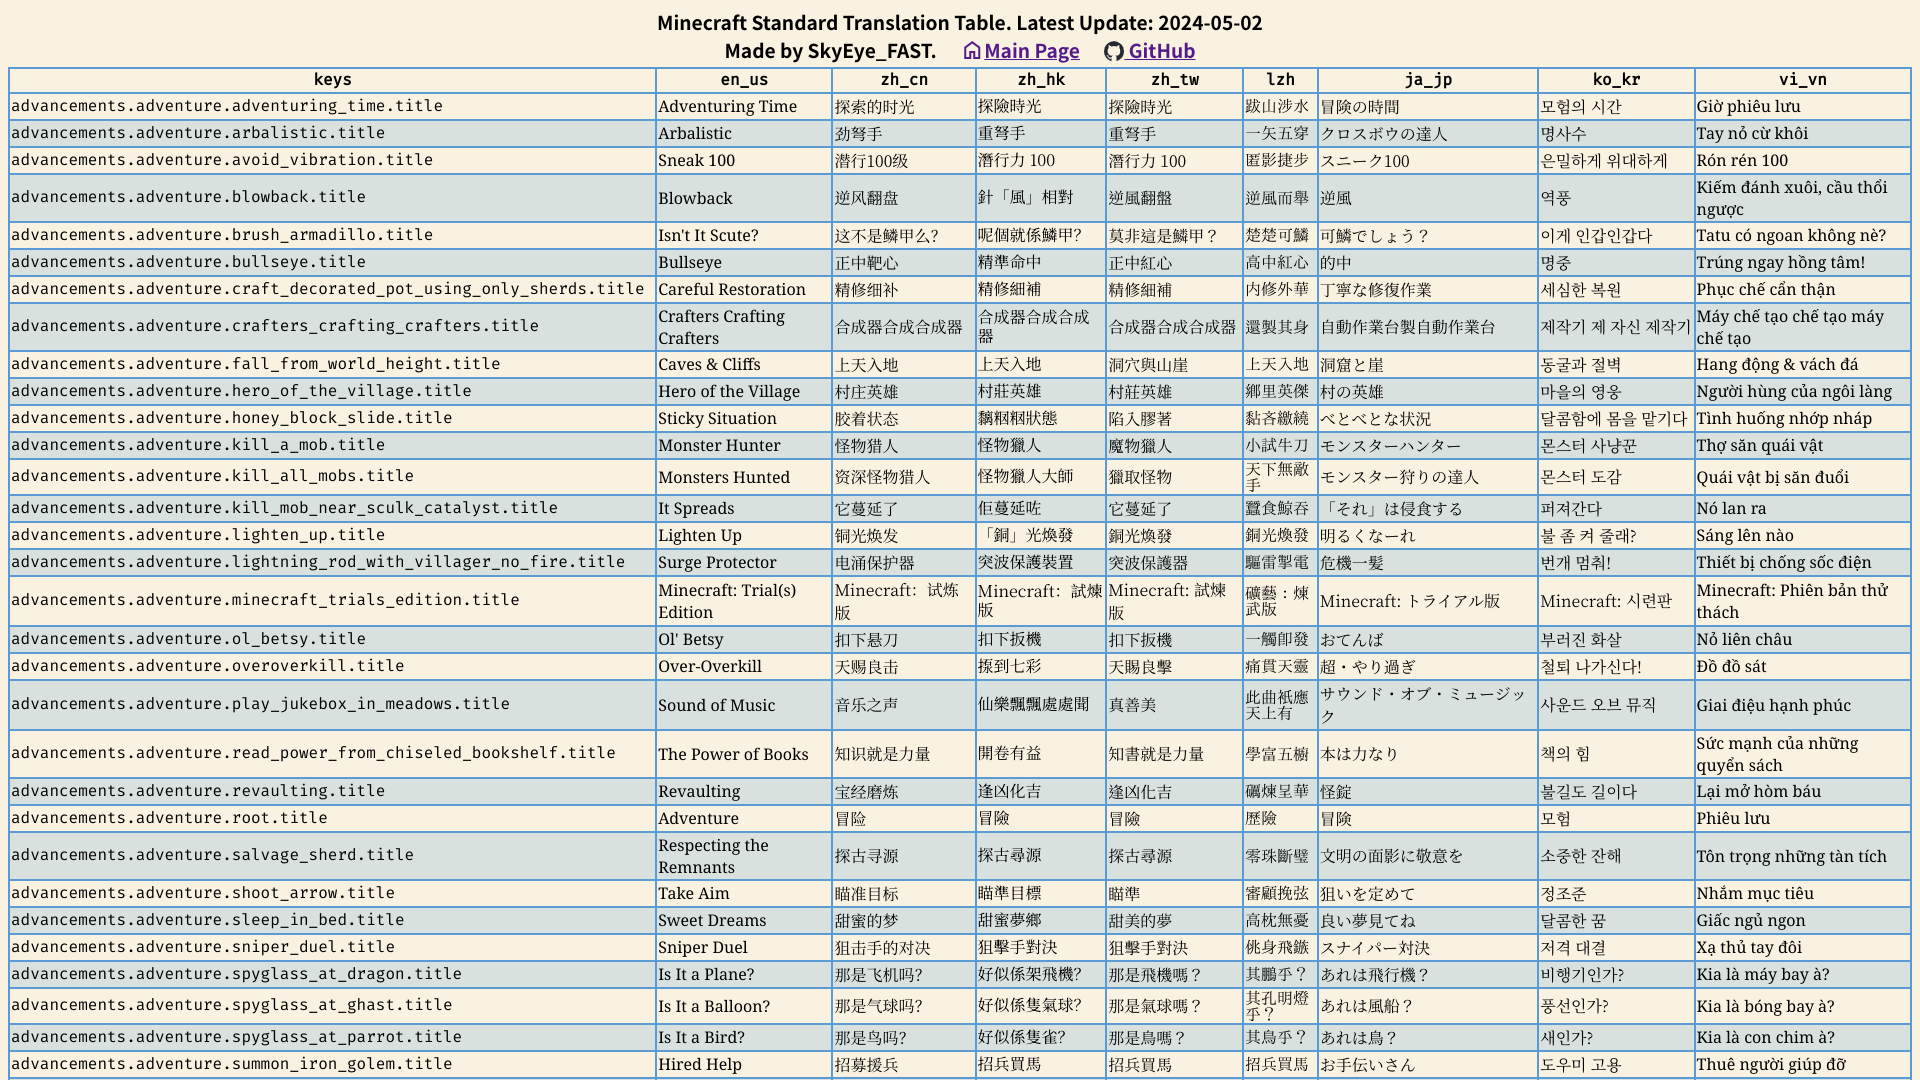 Minecraft Standard Translation Table. Latest Update: 2024-05-02
Made by SkyEye_FAST. Main Page GitHub
keys en_us zh_cn zh_hk zh_tw lzh ja_jp ko_kr vi_vn
advancements.adventure.adventuring_time.title Adventuring Time 探索的时光 探險時光 探險時光 跋山涉水 冒険の時間 모험의 시간 Giờ phiêu lưu
advancements.adventure.arbalistic.title Arbalistic 劲弩手 重弩手 重弩手 一矢五穿 クロスボウの達人 명사수 Tay nỏ cừ khôi
advancements.adventure.avoid_vibration.title Sneak 100 潜行100级 潛行力 100 潛行力 100 匿影捷步 スニーク100 은밀하게 위대하게 Rón rén 100
advancements.adventure.blowback.title Blowback 逆风翻盘 針「風」相對 逆風翻盤 逆風而舉 逆風 역풍 Kiếm đánh xuôi, cầu thổi
ngược
advancements.adventure.brush_armadillo.title Isn't It Scute? 这不是鳞甲么？ 呢個就係鱗甲？ 莫非這是鱗甲？ 楚楚可鱗 可鱗でしょう？ 이게 인갑인갑다 Tatu có ngoan không nè?
advancements.adventure.bullseye.title Bullseye 正中靶心 精準命中 正中紅心 高中紅心 的中 명중 Trúng ngay hồng tâm!
advancements.adventure.craft_decorated_pot_using_only_sherds.title Careful Restoration 精修细补 精修細補 精修細補 内修外華 丁寧な修復作業 세심한 복원 Phục chế cẩn thận
advancements.adventure.crafters_crafting_crafters.title Crafters Crafting
Crafters 合成器合成合成器 合成器合成合成
器 合成器合成合成器 還製其身 自動作業台製自動作業台 제작기 제 자신 제작기 Máy chế tạo chế tạo máy
chế tạo
advancements.adventure.fall_from_world_height.title Caves & Cliffs 上天入地 上天入地 洞穴與山崖 上天入地 洞窟と崖 동굴과 절벽 Hang động & vách đá
advancements.adventure.hero_of_the_village.title Hero of the Village 村庄英雄 村莊英雄 村莊英雄 鄉里英傑 村の英雄 마을의 영웅 Người hùng của ngôi làng
advancements.adventure.honey_block_slide.title Sticky Situation 胶着状态 黐粨粨狀態 陷入膠著 黏吝繳繞 べとべとな状況 달콤함에 몸을 맡기다 Tình huống nhớp nháp
advancements.adventure.kill_a_mob.title Monster Hunter 怪物猎人 怪物獵人 魔物獵人 小試牛刀 モンスターハンター 몬스터 사냥꾼 Thợ săn quái vật
advancements.adventure.kill_all_mobs.title Monsters Hunted 资深怪物猎人 怪物獵人大師 獵取怪物 天下無敵
手 モンスター狩りの達人 몬스터 도감 Quái vật bị săn đuổi
advancements.adventure.kill_mob_near_sculk_catalyst.title It Spreads 它蔓延了 佢蔓延咗 它蔓延了 蠶食鯨吞 「それ」は侵食する 퍼져간다 Nó lan ra
advancements.adventure.lighten_up.title Lighten Up 铜光焕发 「銅」光煥發 銅光煥發 銅光煥發 明るくなーれ 불 좀 켜 줄래? Sáng lên nào
advancements.adventure.lightning_rod_with_villager_no_fire.title Surge Protector 电涌保护器 突波保護裝置 突波保護器 驅雷掣電 危機一髪 번개 멈춰! Thiết bị chống sốc điện
advancements.adventure.minecraft_trials_edition.title Minecraft: Trial(s)
Edition Minecraft：试炼
版 Minecraft：試煉
版 Minecraft: 試煉
版 礦藝：煉
武版 Minecraft: トライアル版 Minecraft: 시련판 Minecraft: Phiên bản thử
thách
advancements.adventure.ol_betsy.title Ol' Betsy 扣下悬刀 扣下扳機 扣下扳機 一觸卽發 おてんば 부러진 화살 Nỏ liên châu
advancements.adventure.overoverkill.title Over-Overkill 天赐良击 揼到七彩 天賜良擊 痛貫天靈 超・やり過ぎ 철퇴 나가신다! Đồ đồ sát
advancements.adventure.play_jukebox_in_meadows.title Sound of Music 音乐之声 仙樂飄飄處處聞 真善美 此曲祇應
天上有 サウンド・オブ・ミュージッ
ク 사운드 오브 뮤직 Giai điệu hạnh phúc
advancements.adventure.read_power_from_chiseled_bookshelf.title The Power of Books 知识就是力量 開卷有益 知書就是力量 學富五櫥 本は力なり 책의 힘 Sức mạnh của những
quyển sách
advancements.adventure.revaulting.title Revaulting 宝经磨炼 逢凶化吉 逢凶化吉 礪煉呈華 怪錠 불길도 길이다 Lại mở hòm báu
advancements.adventure.root.title Adventure 冒险 冒險 冒險 歷險 冒険 모험 Phiêu lưu
advancements.adventure.salvage_sherd.title Respecting the
Remnants 探古寻源 探古尋源 探古尋源 零珠斷璧 文明の面影に敬意を 소중한 잔해 Tôn trọng những tàn tích
advancements.adventure.shoot_arrow.title Take Aim 瞄准目标 瞄準目標 瞄準 審顧挽弦 狙いを定めて 정조준 Nhắm mục tiêu
advancements.adventure.sleep_in_bed.title Sweet Dreams 甜蜜的梦 甜蜜夢鄉 甜美的夢 高枕無憂 良い夢見てね 달콤한 꿈 Giấc ngủ ngon
advancements.adventure.sniper_duel.title Sniper Duel 狙击手的对决 狙擊手對決 狙擊手對決 佻身飛鏃 スナイパー対決 저격 대결 Xạ thủ tay đôi
advancements.adventure.spyglass_at_dragon.title Is It a Plane? 那是飞机吗？ 好似係架飛機？ 那是飛機嗎？ 其鵬乎？ あれは飛行機？ 비행기인가? Kia là máy bay à?
advancements.adventure.spyglass_at_ghast.title Is It a Balloon? 那是气球吗？ 好似係隻氣球？ 那是氣球嗎？ 其孔明燈
乎？ あれは風船？ 풍선인가? Kia là bóng bay à?
advancements.adventure.spyglass_at_parrot.title Is It a Bird? 那是鸟吗？ 好似係隻雀？ 那是鳥嗎？ 其鳥乎？ あれは鳥？ 새인가? Kia là con chim à?
advancements.adventure.summon_iron_golem.title Hired Help 招募援兵 招兵買馬 招兵買馬 招兵買馬 お手伝いさん 도우미 고용 Thuê người giúp đỡ